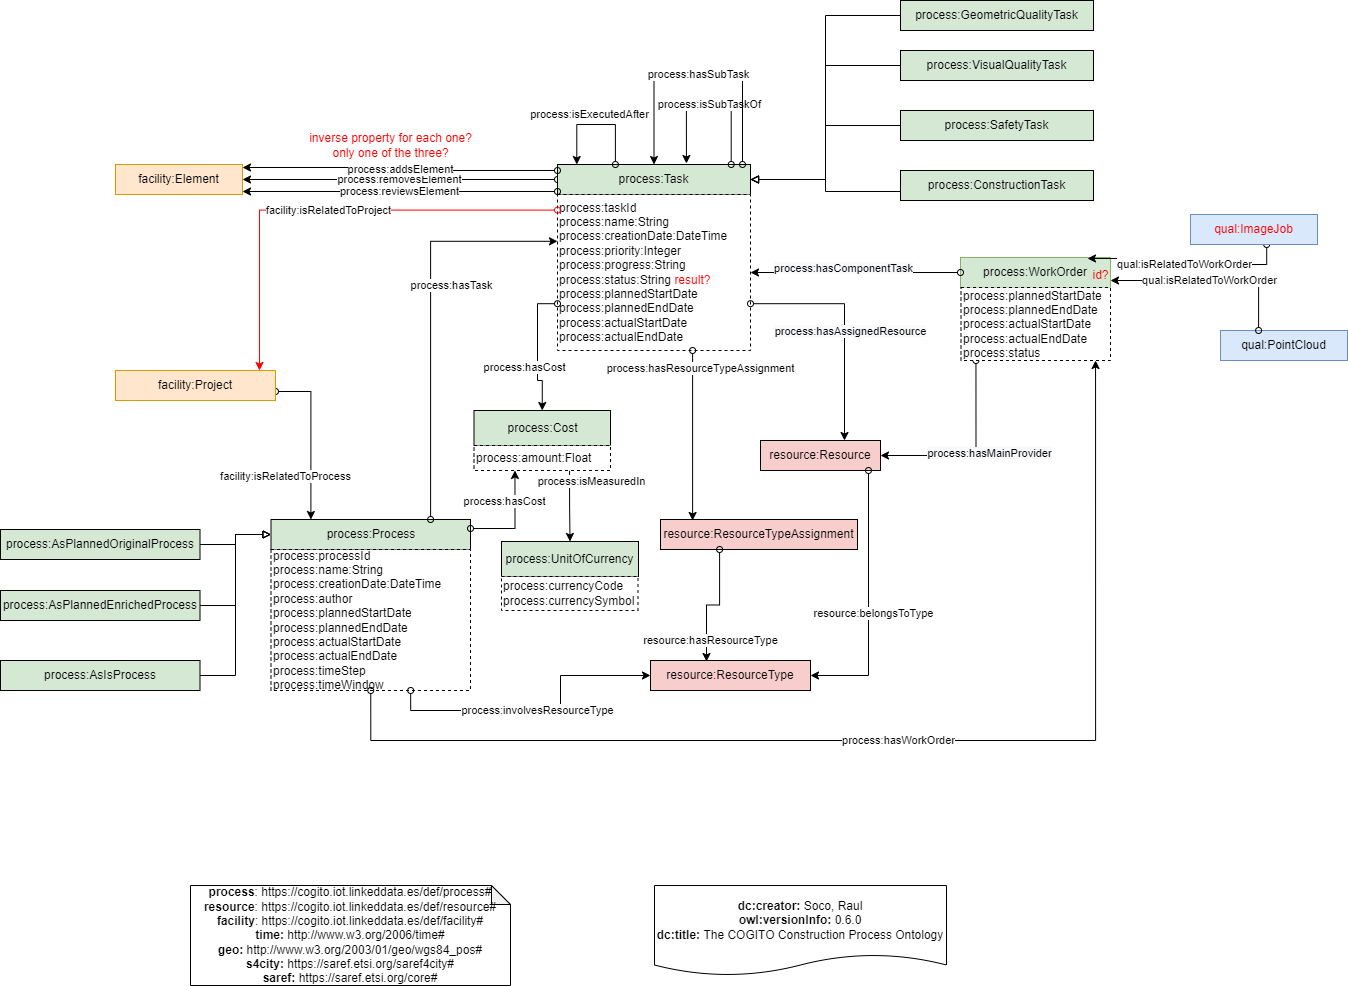 process:GeometricQualityTask
process:VisualQualityTask
process:SafetyTask
process:ConstructionTask
process:hasSubTask
process:isSubTaskOf
process:isExecutedAfter
inverse property for each one?
only one of the three?
facility:Element
process:addsElement
process:removesElement
process:reviewsElement
facility:isRelatedToProject
process:Task
process:taskId
process:name:String
process:creationDate:DateTime
process:priority:Integer
process:progress:String
process:status:String result?
process:plannedStartDate
process:plannedEndDate
process:actualStartDate
process:actualEndDate
process:hasTask
process:hasComponentTask
process:WorkOrder id?
process:plannedStartDate
process:plannedEndDate
process:actualStartDate
process:actualEndDate
process:status
qual:ImageJob
qual:isRelatedToWorkOrder
qual:isRelatedToWorkOrder
qual:PointCloud
process:hasAssignedResource
process:hasCost
process:hasResourceTypeAssignment
facility:Project
process:Cost
process:amount:Float
resource:Resource
process:hasMainProvider
facility:isRelatedToProcess
process:isMeasuredIn
process:hasCost
process:AsPlannedOriginalProcess
process:AsPlannedEnrichedProcess
process:AsIsProcess
process:Process
process:processId
process:name:String
process:creationDate:DateTime
process:author
process:plannedStartDate
process:plannedEndDate
process:actualStartDate
process:actualEndDate
process:timeStep
process:timeWindow
process:UnitOfCurrency
process:currencyCode
process:currencySymbol
resource:ResourceTypeAssignment
resource:belongsToType
resource:hasResourceType
resource:ResourceType
process:involvesResourceType
process:hasWorkOrder
process: https://cogito.iot.linkeddata.es/def/process#
resource: https://cogito.iot.linkeddata.es/def/resource#
facility: https://cogito.iot.linkeddata.es/def/facility#
time: http://www.w3.org/2006/time#
geo: http://www.w3.org/2003/01/geo/wgs84_pos#
s4city: https://saref.etsi.org/saref4city#
saref: https://saref.etsi.org/core#
dc:creator: Soco, Raul
owl:versionInfo: 0.6.0
dc:title: The COGITO Construction Process Ontology